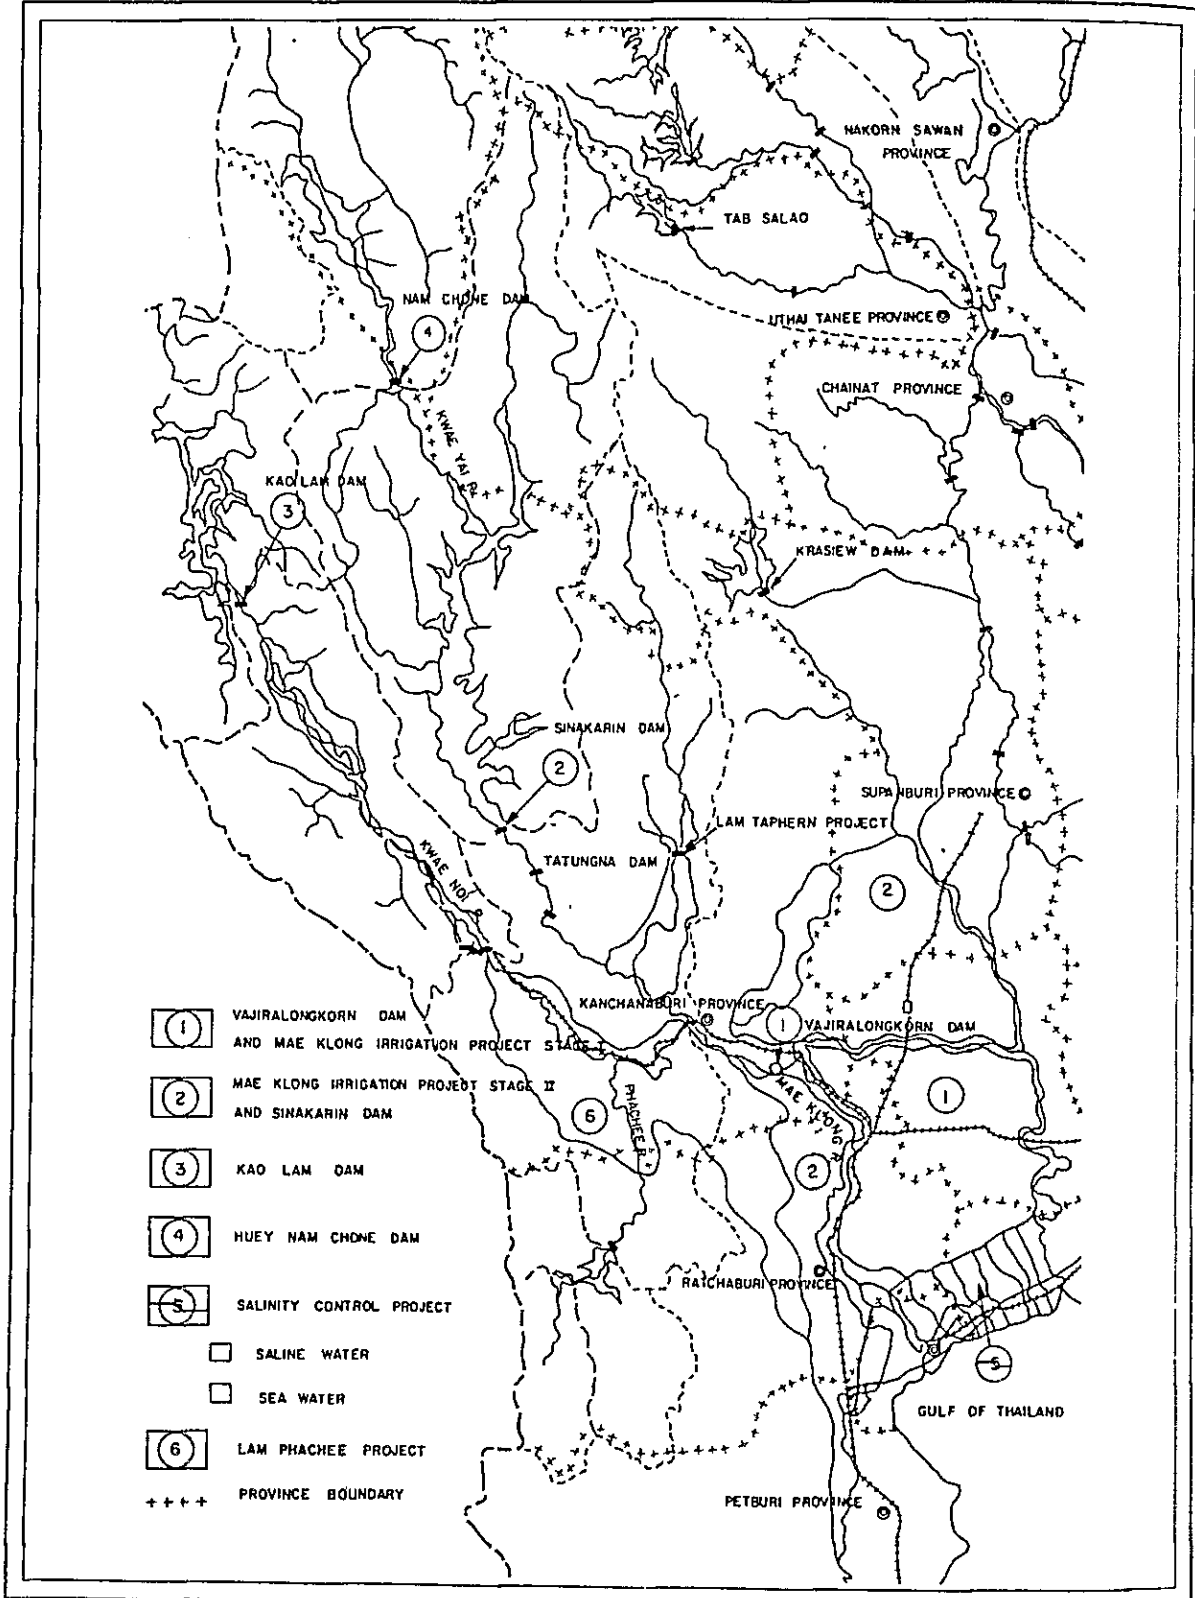 NAKORN SAWAN
PROVINCE
TAB SALAO
NAM CHONE DAM
4
UTHAI TANEE PROVINCE
CHAINAT PROVINCE
KWAE YAI R.
KAO LAM DAM
3
KRASIEW DAM
SINAKARIN DAM
2
SUPANBURI PROVINCE
LAM TAPHERN PROJECT
TATUNGNA DAM
KWAE NOI
2
KANCHANABURI PROVINCE
1
VAJIRALONGKORN DAM
MAE KLONG R.
1
6
PHACHEE R.
2
RATCHABURI PROVINCE
5
GULF OF THAILAND
PETBURI PROVINCE
1 VAJIRALONGKORN DAM
AND MAE KLONG IRRIGATION PROJECT STAGE I
2 MAE KLONG IRRIGATION PROJECT STAGE II
AND SINAKARIN DAM
3 KAO LAM DAM
4 HUEY NAM CHONE DAM
5 SALINITY CONTROL PROJECT
SALINE WATER
SEA WATER
6 LAM PHACHEE PROJECT
++++ PROVINCE BOUNDARY